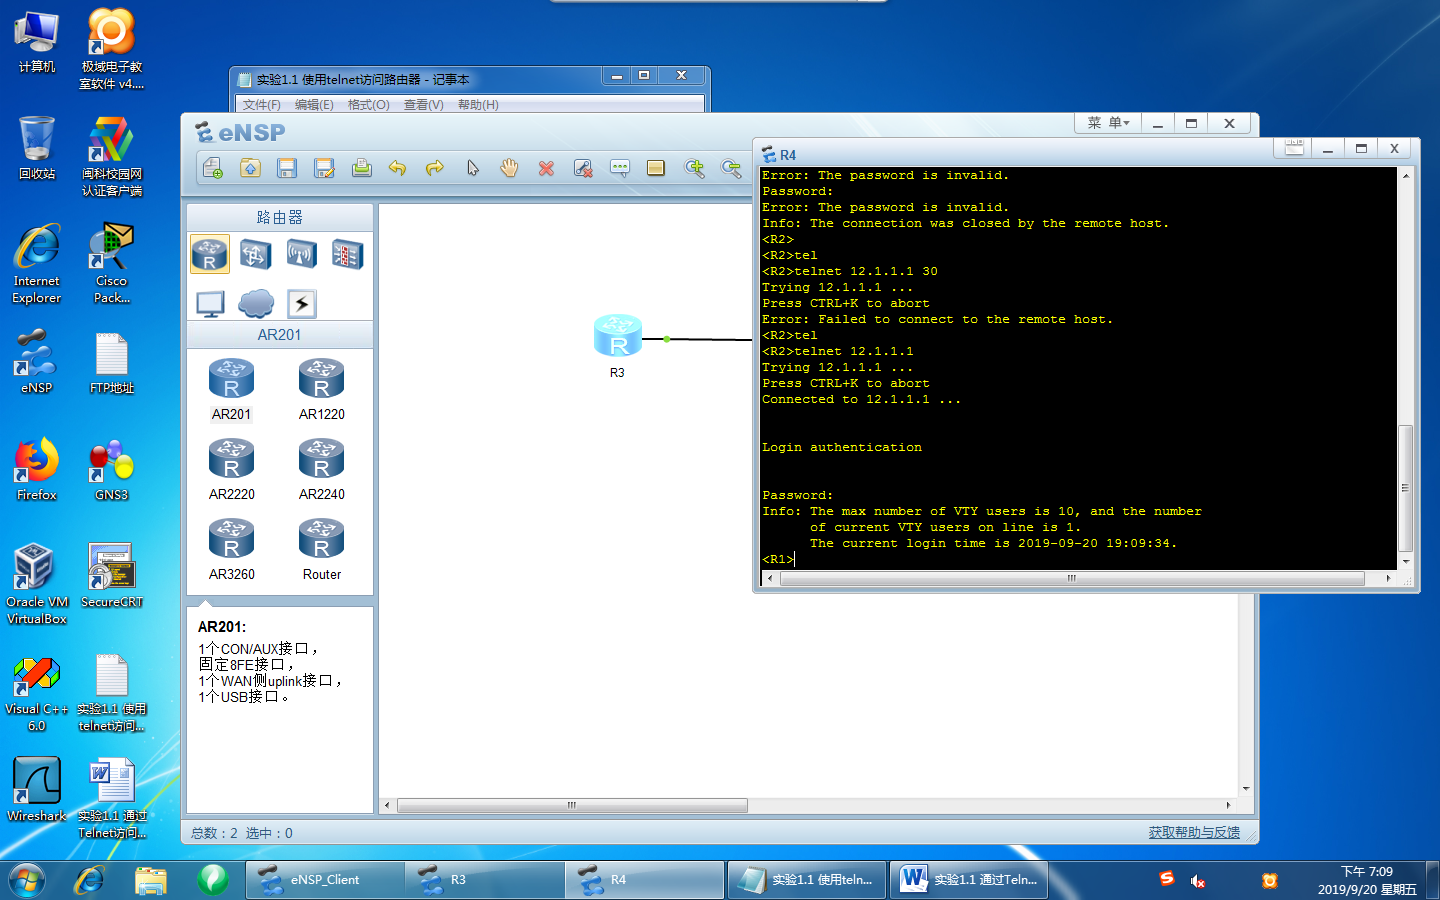 计算机
极域电子教
室软件 v4....
回收站
闽科校园网
认证客户端
Internet
Explorer
Cisco
Pack...
eNSP
FTP地址
Firefox
GNS3
Oracle VM
VirtualBox
SecureCRT
Visual C++
6.0
实验1.1 使用
telnet访问...
Wireshark
实验1.1 通过
Telnet访问...
实验1.1 使用telnet访问路由器 - 记事本
文件(F) 编辑(E) 格式(O) 查看(V) 帮助(H)
eNSP
菜 单
路由器
AR201
R
AR201
R
AR1220
R
AR2220
R
AR2240
R
AR3260
R
Router
AR201:
1个CON/AUX接口，
固定8FE接口，
1个WAN侧uplink接口，
1个USB接口。
R
R3
总数：2 选中：0
获取帮助与反馈
R4
Error: The password is invalid.
Password:
Error: The password is invalid.
Info: The connection was closed by the remote host.
<R2>
<R2>tel
<R2>telnet 12.1.1.1 30
Trying 12.1.1.1 ...
Press CTRL+K to abort
Error: Failed to connect to the remote host.
<R2>tel
<R2>telnet 12.1.1.1
Trying 12.1.1.1 ...
Press CTRL+K to abort
Connected to 12.1.1.1 ...
Login authentication
Password:
Info: The max number of VTY users is 10, and the number
of current VTY users on line is 1.
The current login time is 2019-09-20 19:09:34.
<R1>
eNSP_Client
R3
R4
实验1.1 使用teln...
实验1.1 通过Teln...
下午 7:09
2019/9/20 星期五